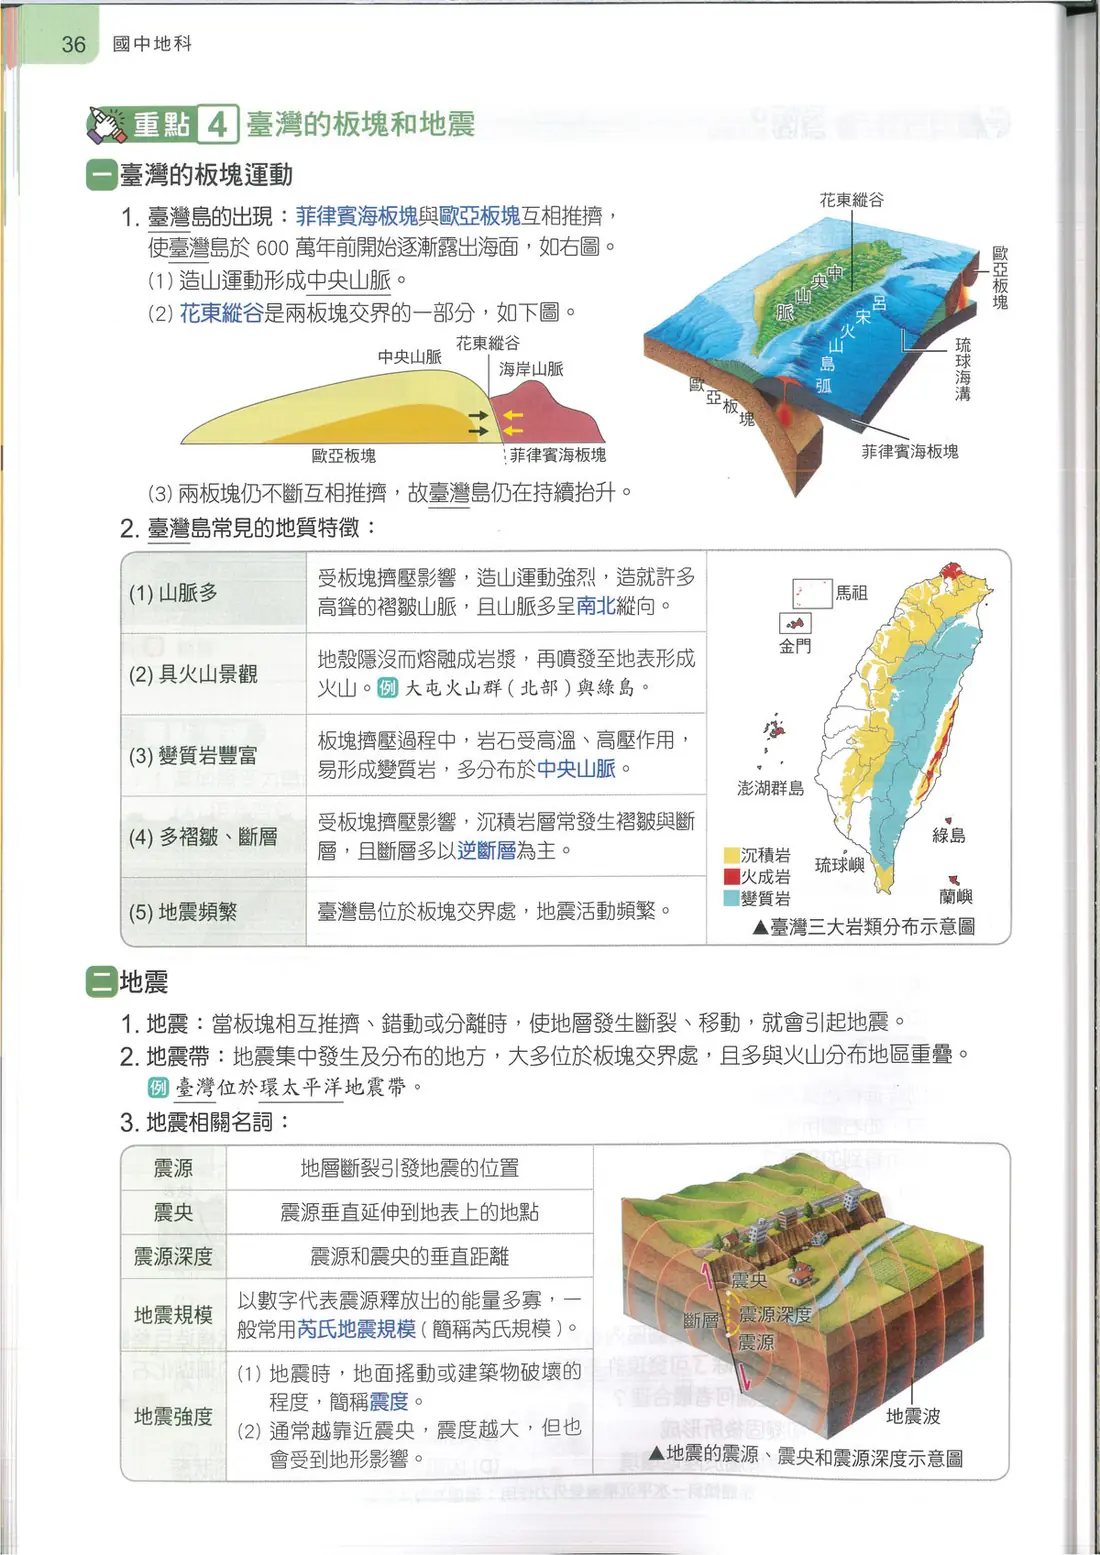 36 國中地科
重點 4 臺灣的板塊和地震
一 臺灣的板塊運動
1. 臺灣島的出現：菲律賓海板塊與歐亞板塊互相推擠，
使臺灣島於 600 萬年前開始逐漸露出海面，如右圖。
(1) 造山運動形成中央山脈。
(2) 花東縱谷是兩板塊交界的一部分，如下圖。
花東縱谷
中央山脈
海岸山脈
歐亞板塊
菲律賓海板塊
花東縱谷
歐亞板塊
中央山脈
呂宋火山島弧
琉球海溝
歐亞板塊
菲律賓海板塊
(3) 兩板塊仍不斷互相推擠，故臺灣島仍在持續抬升。
2. 臺灣島常見的地質特徵：
(1) 山脈多
受板塊擠壓影響，造山運動強烈，造就許多
高聳的褶皺山脈，且山脈多呈南北縱向。
(2) 具火山景觀
地殼隱沒而熔融成岩漿，再噴發至地表形成
火山。例 大屯火山群(北部)與綠島。
(3) 變質岩豐富
板塊擠壓過程中，岩石受高溫、高壓作用，
易形成變質岩，多分布於中央山脈。
(4) 多褶皺、斷層
受板塊擠壓影響，沉積岩層常發生褶皺與斷
層，且斷層多以逆斷層為主。
(5) 地震頻繁
臺灣島位於板塊交界處，地震活動頻繁。
馬祖
金門
澎湖群島
綠島
琉球嶼
蘭嶼
沉積岩
火成岩
變質岩
▲臺灣三大岩類分布示意圖
二 地震
1. 地震：當板塊相互推擠、錯動或分離時，使地層發生斷裂、移動，就會引起地震。
2. 地震帶：地震集中發生及分布的地方，大多位於板塊交界處，且多與火山分布地區重疊。
例 臺灣位於環太平洋地震帶。
3. 地震相關名詞：
震源 地層斷裂引發地震的位置
震央 震源垂直延伸到地表上的地點
震源深度 震源和震央的垂直距離
地震規模
以數字代表震源釋放出的能量多寡，一
般常用芮氏地震規模(簡稱芮氏規模)。
地震強度
(1) 地震時，地面搖動或建築物破壞的
程度，簡稱震度。
(2) 通常越靠近震央，震度越大，但也
會受到地形影響。
震央
斷層
震源深度
震源
地震波
▲地震的震源、震央和震源深度示意圖